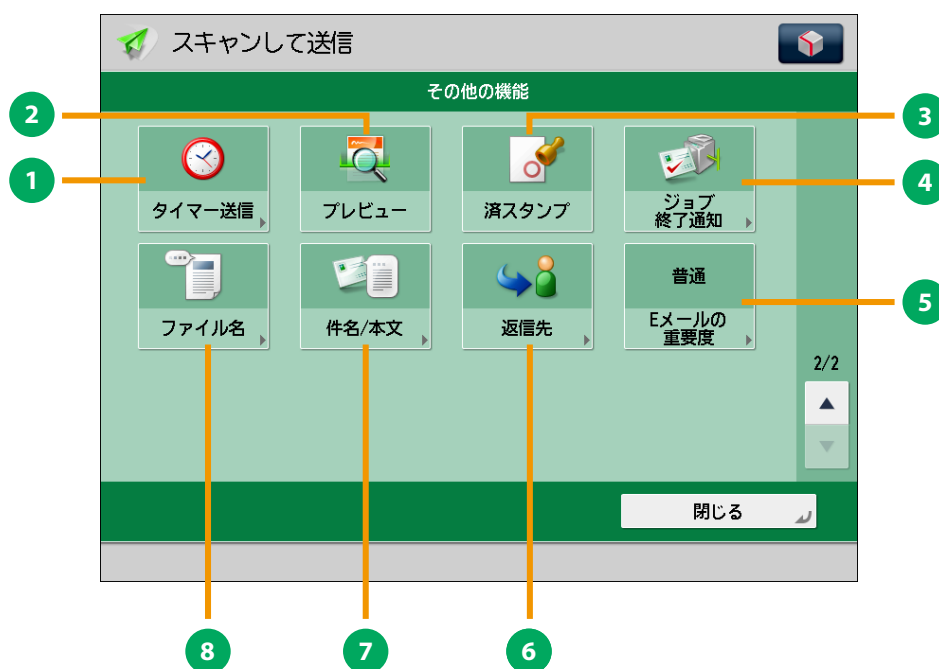 スキャンして送信
その他の機能
2
3
1
4
タイマー送信
プレビュー
済スタンプ
ジョブ
終了通知
普通
5
ファイル名
件名/本文
返信先
Eメールの
重要度
2/2
閉じる
8
7
6